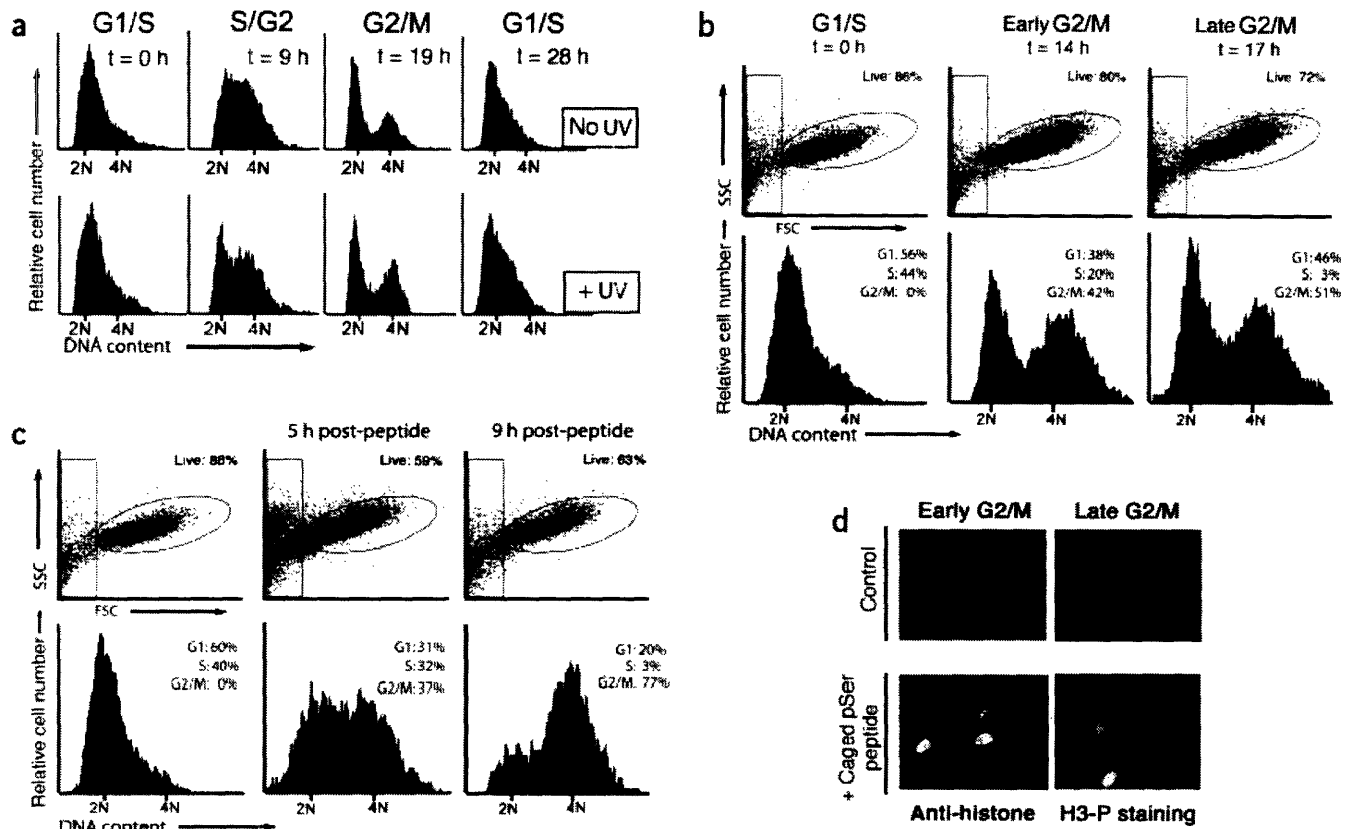 a
G1/S
S/G2
G2/M
G1/S
t = 0 h
t = 9 h
t = 19 h
t = 28 h
No UV
2N 4N
2N 4N
2N 4N
2N 4N
Relative cell number
+ UV
2N 4N
2N 4N
2N 4N
2N 4N
DNA content
b
G1/S
t = 0 h
Early G2/M
t = 14 h
Late G2/M
t = 17 h
Live: 86%
Live: 80%
Live 72%
SSC
FSC
G1: 56%
S: 44%
G2/M: 0%
G1: 38%
S: 20%
G2/M: 42%
G1: 46%
S: 3%
G2/M: 51%
Relative cell number
2N 4N
2N 4N
2N 4N
DNA content
c
5 h post-peptide
9 h post-peptide
Live: 88%
Live: 59%
Live: 63%
SSC
FSC
G1: 60%
S: 40%
G2/M: 0%
G1: 31%
S: 32%
G2/M: 37%
G1: 20%
S: 3%
G2/M: 77%
Relative cell number
2N 4N
2N 4N
2N 4N
DNA content
d
Early G2/M
Late G2/M
Control
+ Caged pSer
peptide
Anti-histone
H3-P staining